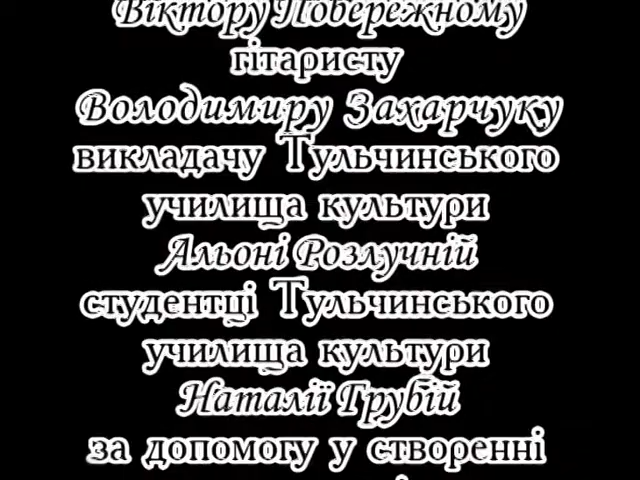 Віктору Побережному
гітаристу
Володимиру Захарчуку
викладачу Тульчинського
училища культури
Альоні Розлучній
студентці Тульчинського
училища культури
Наталії Грубій
за допомогу у створенні